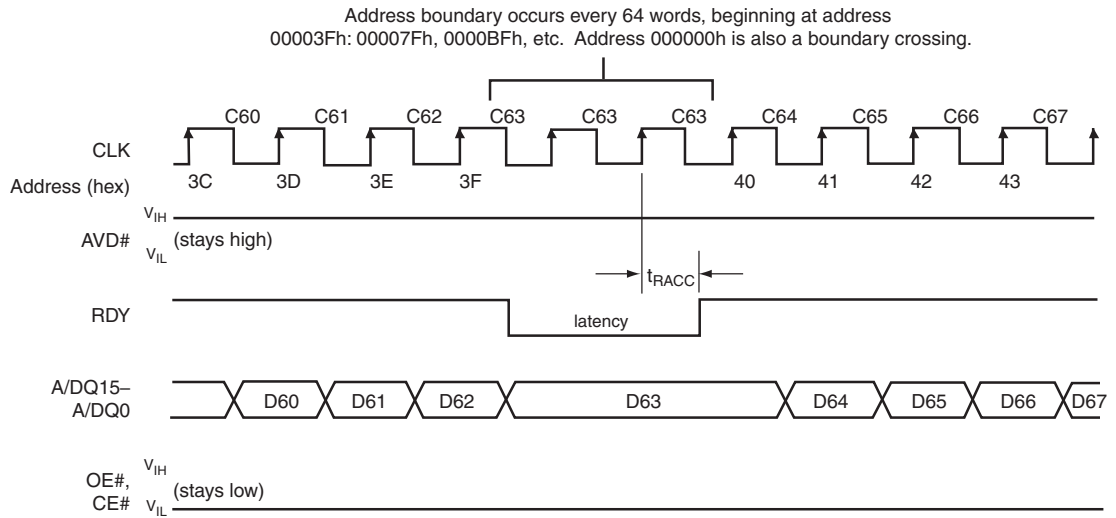 Address boundary occurs every 64 words, beginning at address
00003Fh: 00007Fh, 0000BFh, etc. Address 000000h is also a boundary crossing.
C60 C61 C62 C63 C63 C63 C64 C65 C66 C67
CLK
Address (hex) 3C 3D 3E 3F 40 41 42 43
VIH
AVD# (stays high)
VIL
tRACC
RDY
latency
A/DQ15–
A/DQ0
D60 D61 D62 D63 D64 D65 D66 D67
VIH
OE#,
CE# (stays low)
VIL